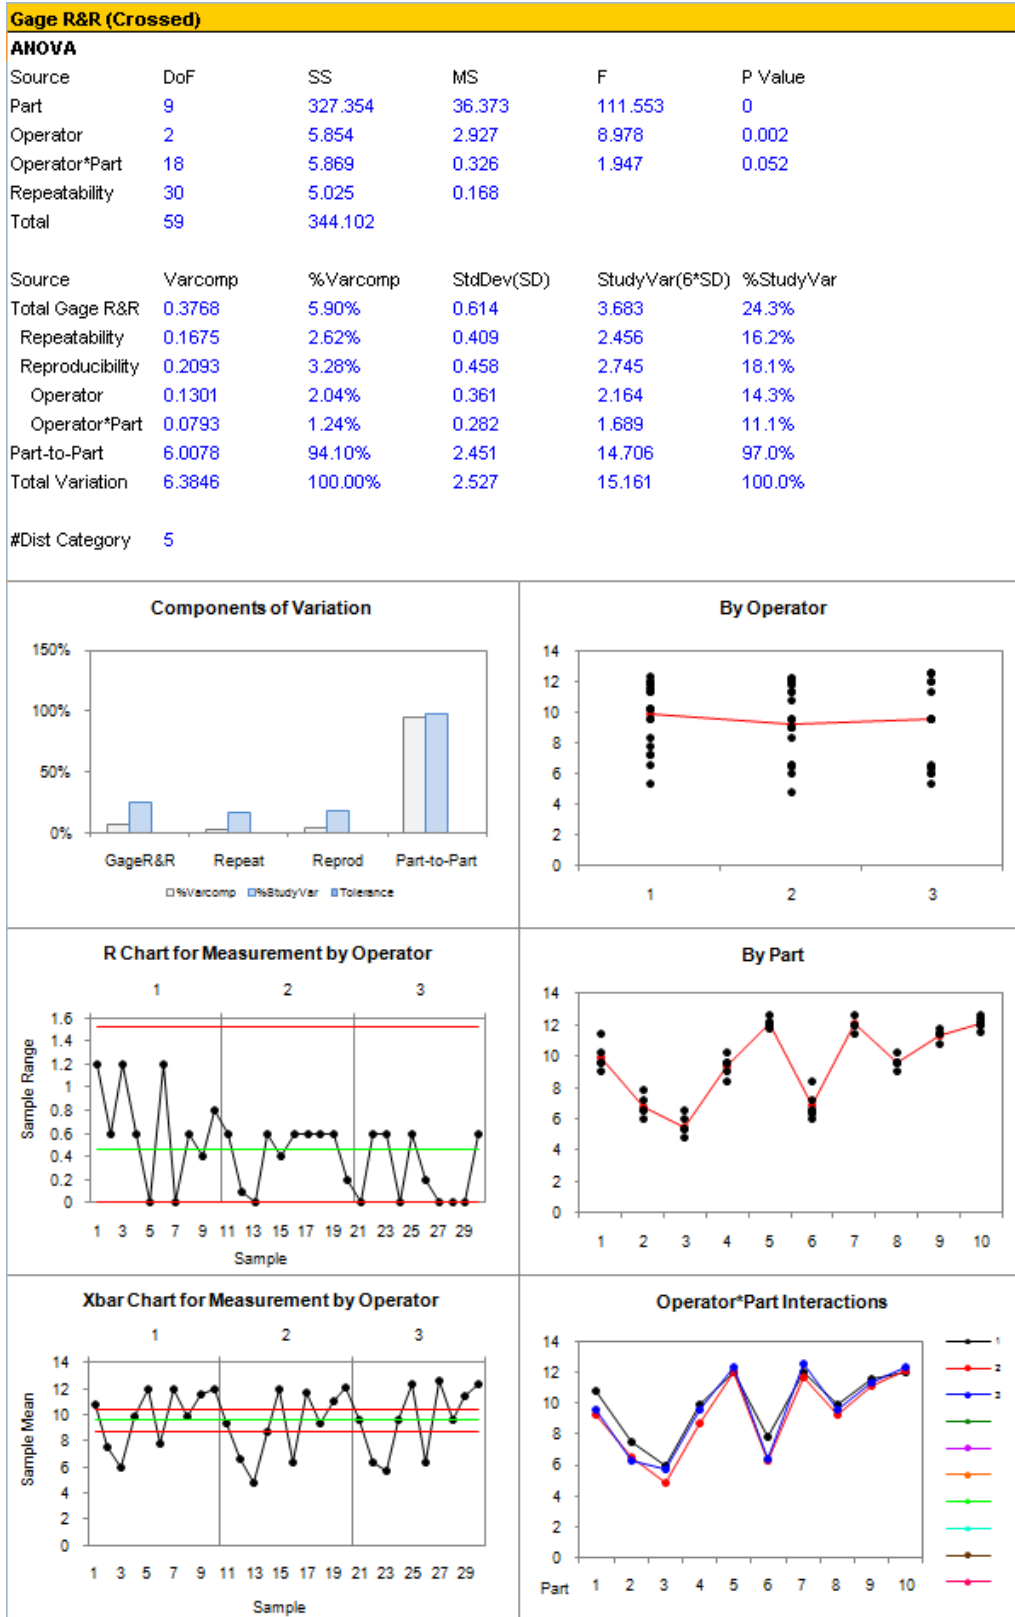 Gage R&R (Crossed)
ANOVA
Source DoF SS MS F P Value
Part 9 327.354 36.373 111.553 0
Operator 2 5.854 2.927 8.978 0.002
Operator*Part 18 5.869 0.326 1.947 0.052
Repeatability 30 5.025 0.168
Total 59 344.102
Source Varcomp %Varcomp StdDev(SD) StudyVar(6*SD) %StudyVar
Total Gage R&R 0.3768 5.90% 0.614 3.683 24.3%
Repeatability 0.1675 2.62% 0.409 2.456 16.2%
Reproducibility 0.2093 3.28% 0.458 2.745 18.1%
Operator 0.1301 2.04% 0.361 2.164 14.3%
Operator*Part 0.0793 1.24% 0.282 1.689 11.1%
Part-to-Part 6.0078 94.10% 2.451 14.706 97.0%
Total Variation 6.3846 100.00% 2.527 15.161 100.0%
#Dist Category 5
Components of Variation
150%
100%
50%
0%
GageR&R Repeat Reprod Part-to-Part
%Varcomp %StudyVar Tolerance
By Operator
14
12
10
8
6
4
2
0
1 2 3
R Chart for Measurement by Operator
1 2 3
1.6
1.4
1.2
1
0.8
0.6
0.4
0.2
0
Sample Range
1 3 5 7 9 11 13 15 17 19 21 23 25 27 29
Sample
By Part
14
12
10
8
6
4
2
0
1 2 3 4 5 6 7 8 9 10
Xbar Chart for Measurement by Operator
1 2 3
14
12
10
8
6
4
2
0
Sample Mean
1 3 5 7 9 11 13 15 17 19 21 23 25 27 29
Sample
Operator*Part Interactions
14
12
10
8
6
4
2
0
Part 1 2 3 4 5 6 7 8 9 10
1
2
3